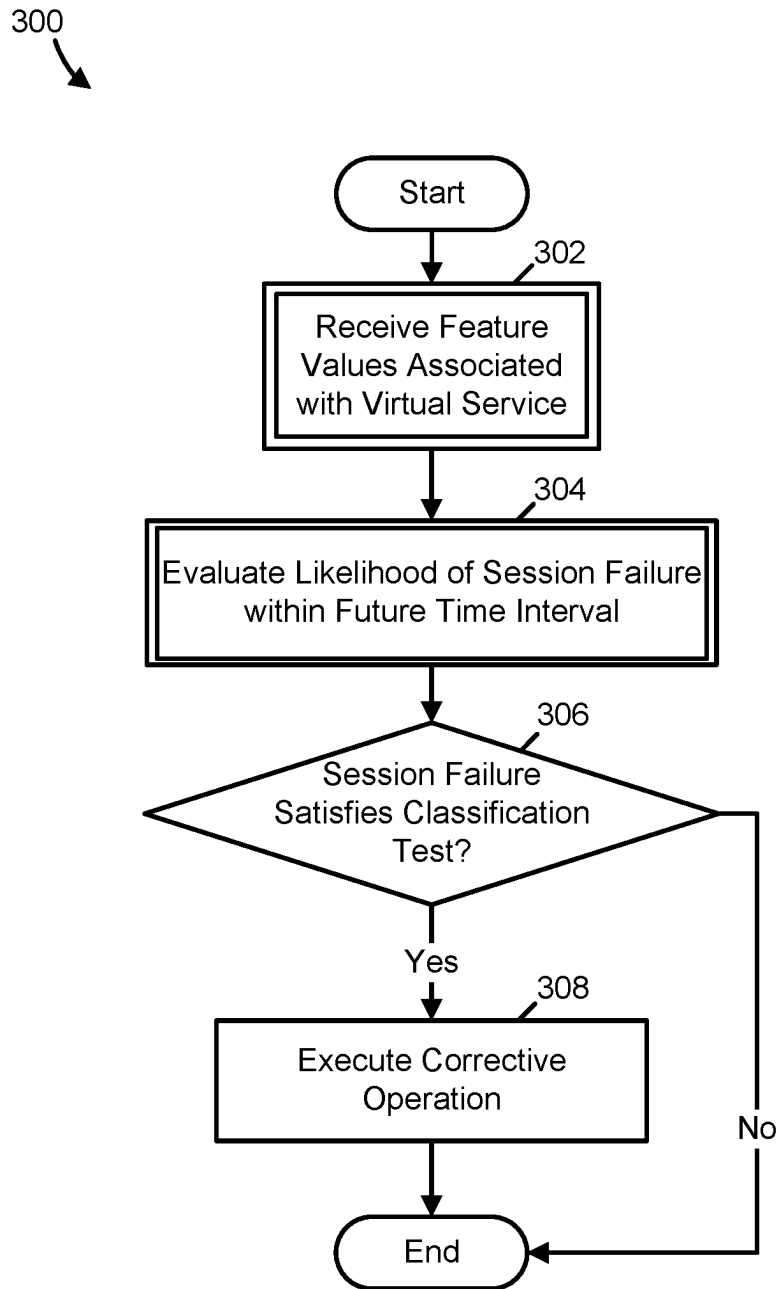 300
Start
302
Receive Feature
Values Associated
with Virtual Service
304
Evaluate Likelihood of Session Failure
within Future Time Interval
306
Session Failure
Satisfies Classification
Test?
Yes
308
Execute Corrective
Operation
No
End